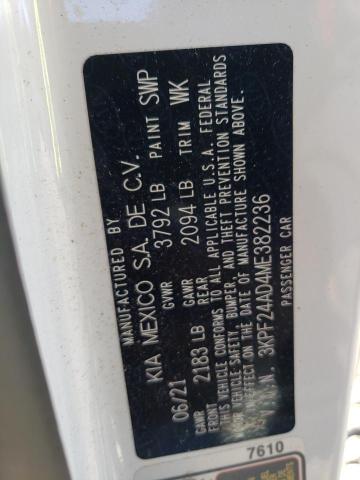 MANUFACTURED BY
KIA MEXICO S.A. DE C.V.
06/21 GVWR 3792 LB PAINT SWP
GAWR FRONT 2183 LB GAWR REAR 2094 LB TRIM WK
THIS VEHICLE CONFORMS TO ALL APPLICABLE U.S.A. FEDERAL
MOTOR VEHICLE SAFETY, BUMPER, AND THEFT PREVENTION STANDARDS
IN EFFECT ON THE DATE OF MANUFACTURE SHOWN ABOVE.
V.I.N. 3KPF24AD4ME382236
PASSENGER CAR
7610